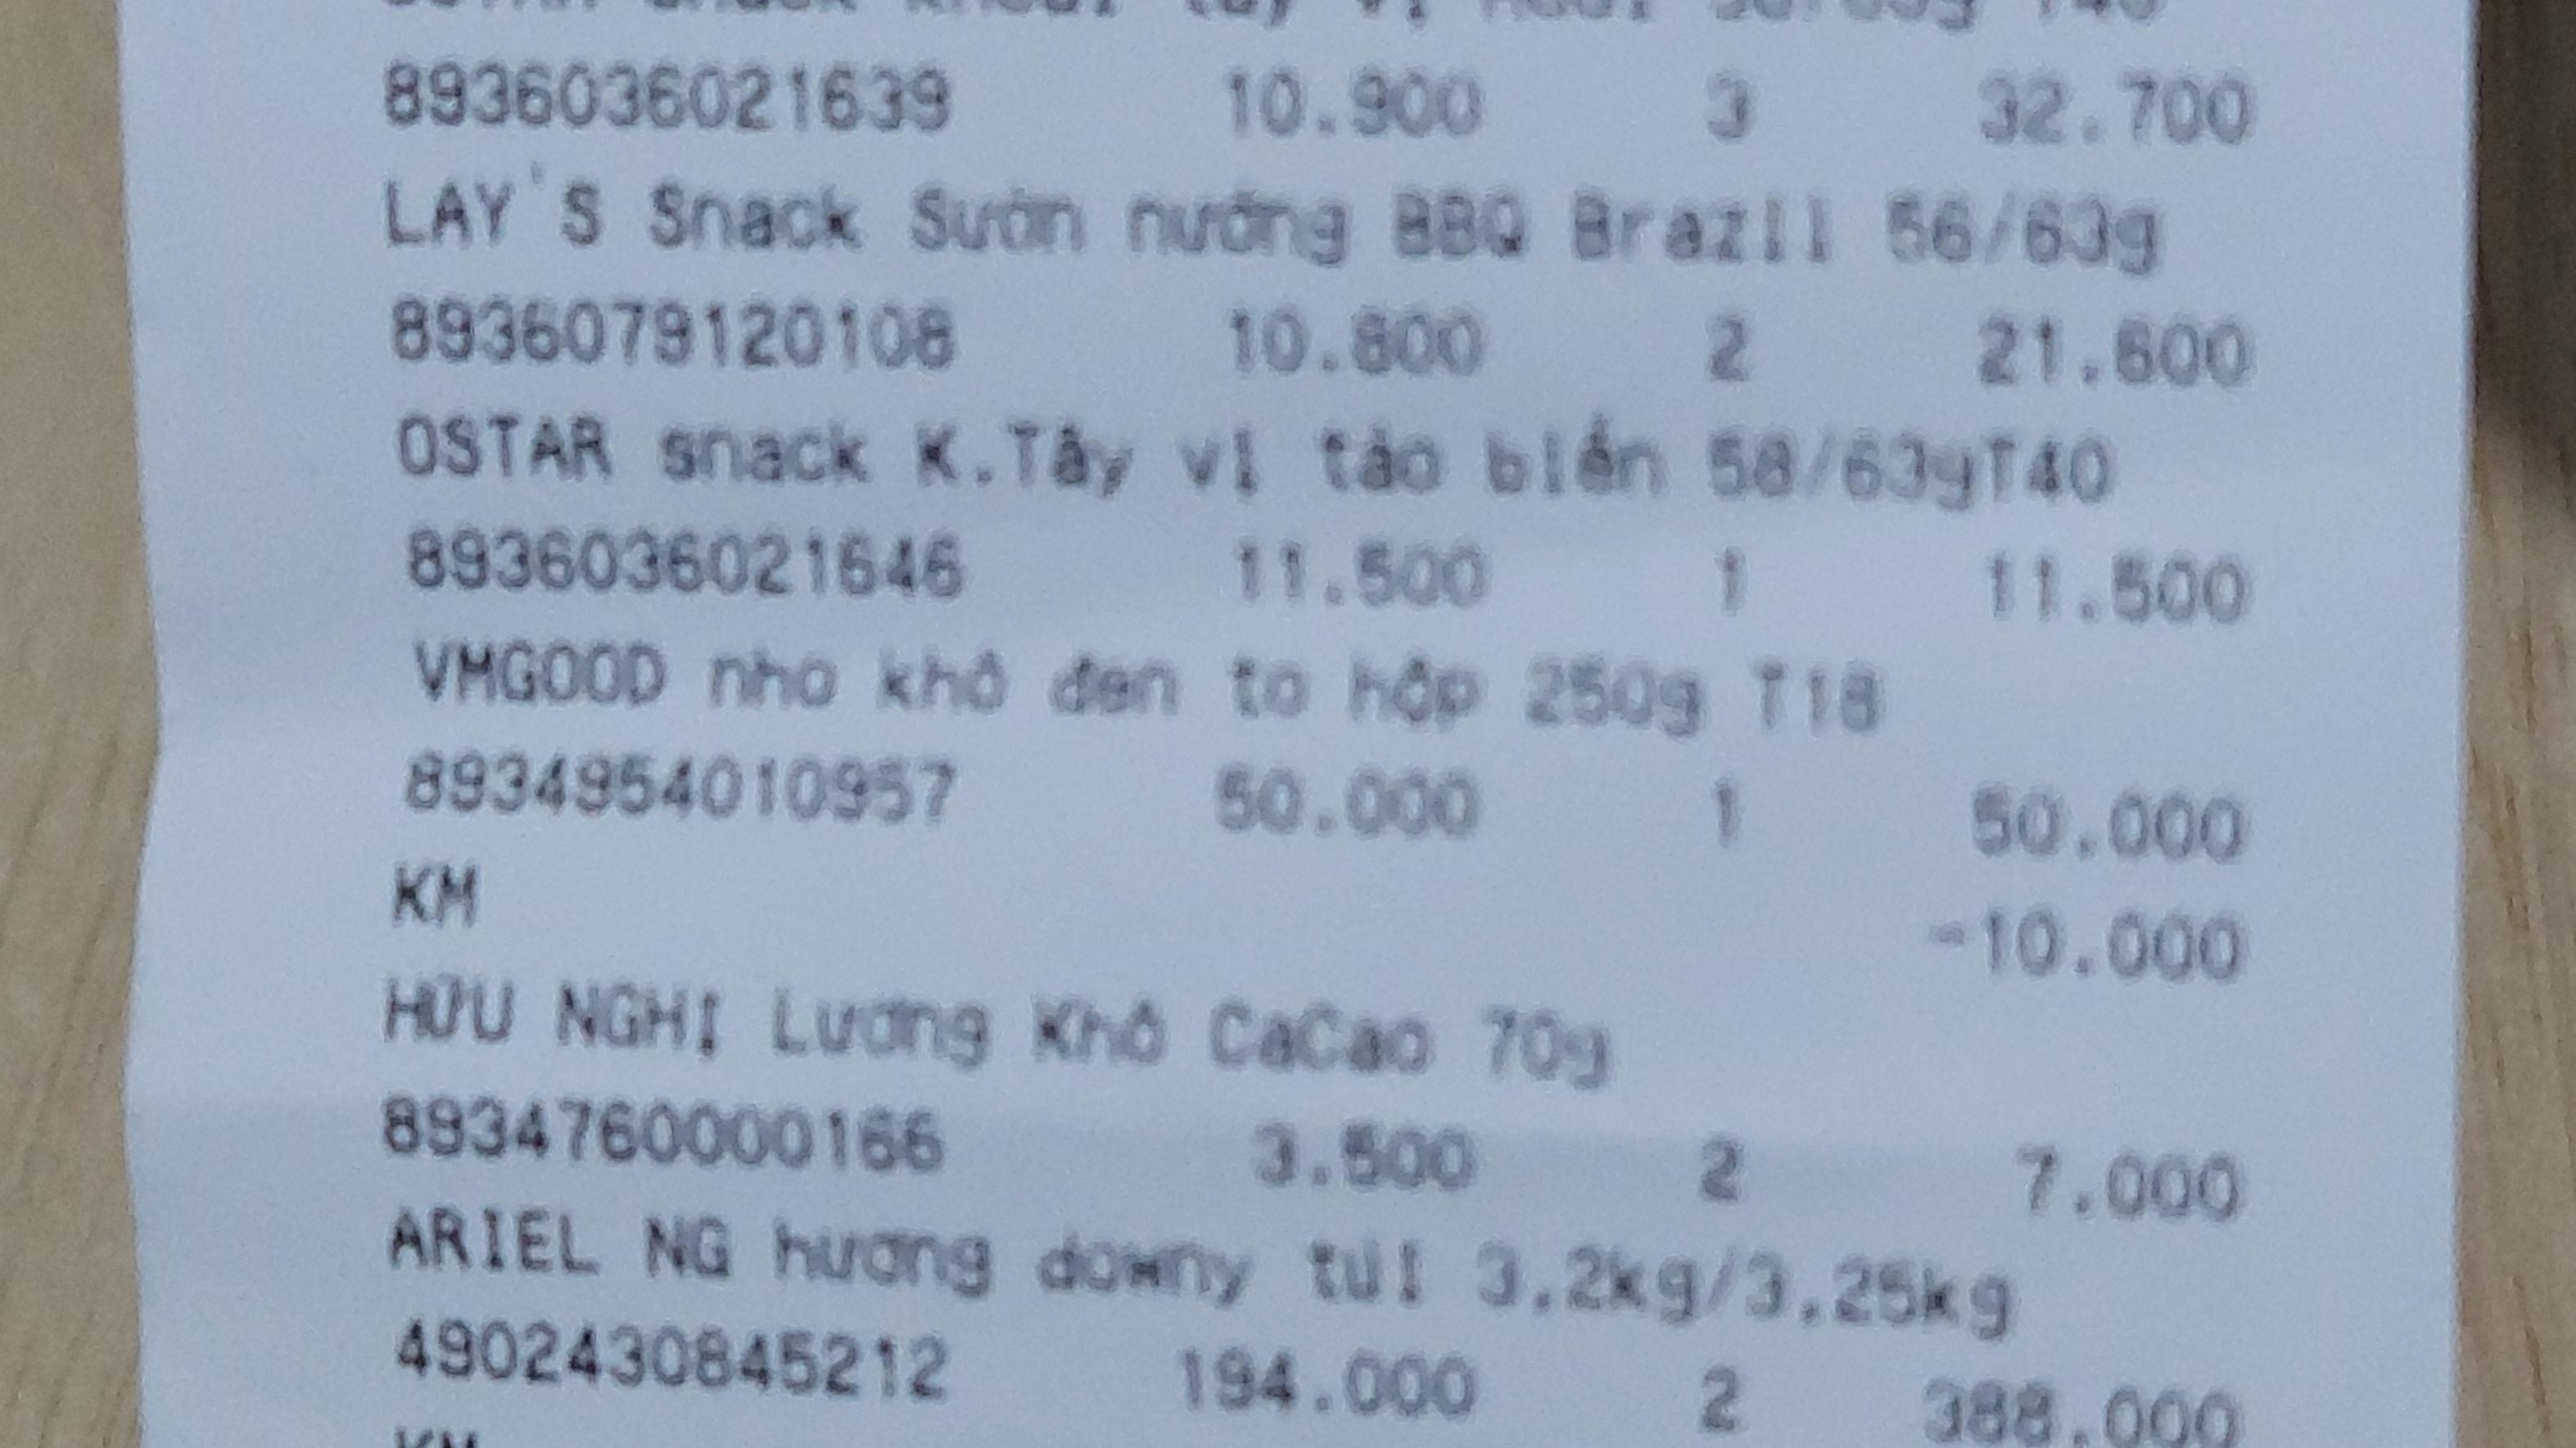 snack
8936036021639 10.900 3 32.700
LAY'S Snack Sườn nướng BBQ Brazil 56/63g
8936079120108 10.800 2 21.600
OSTAR snack K.Tây vị tảo biển 58/63gT40
8936036021646 11.500 1 11.500
VMGOOD nho khô đen to hộp 250g T18
8934954010957 50.000 1 50.000
KM -10.000
HỮU NGHỊ Lương Khô CaCao 70g
8934760000166 3.500 2 7.000
ARIEL NG hương downy túi 3,2kg/3,25kg
4902430845212 194.000 2 388.000
KM